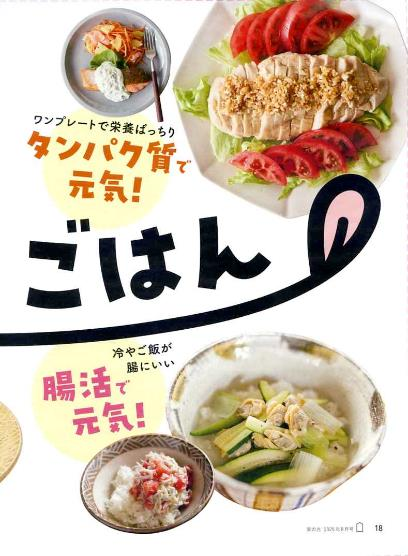 ワンプレートで栄養ばっちり
タンパク質で
元気!
ごはん
冷やご飯が
腸にいい
腸活で
元気!
18